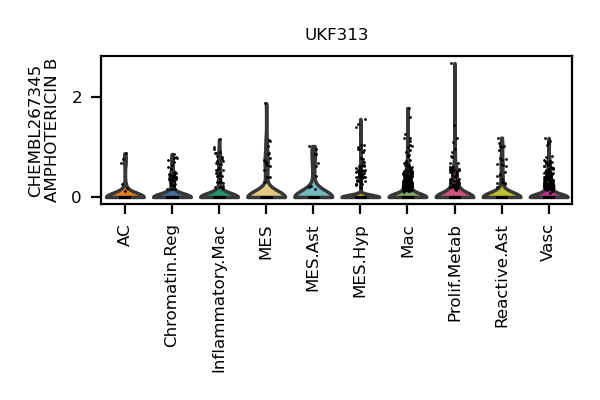 UKF313
CHEMBL267345
AMPHOTERICIN B
2
0
AC
Chromatin.Reg
Inflammatory.Mac
MES
MES.Ast
MES.Hyp
Mac
Prolif.Metab
Reactive.Ast
Vasc